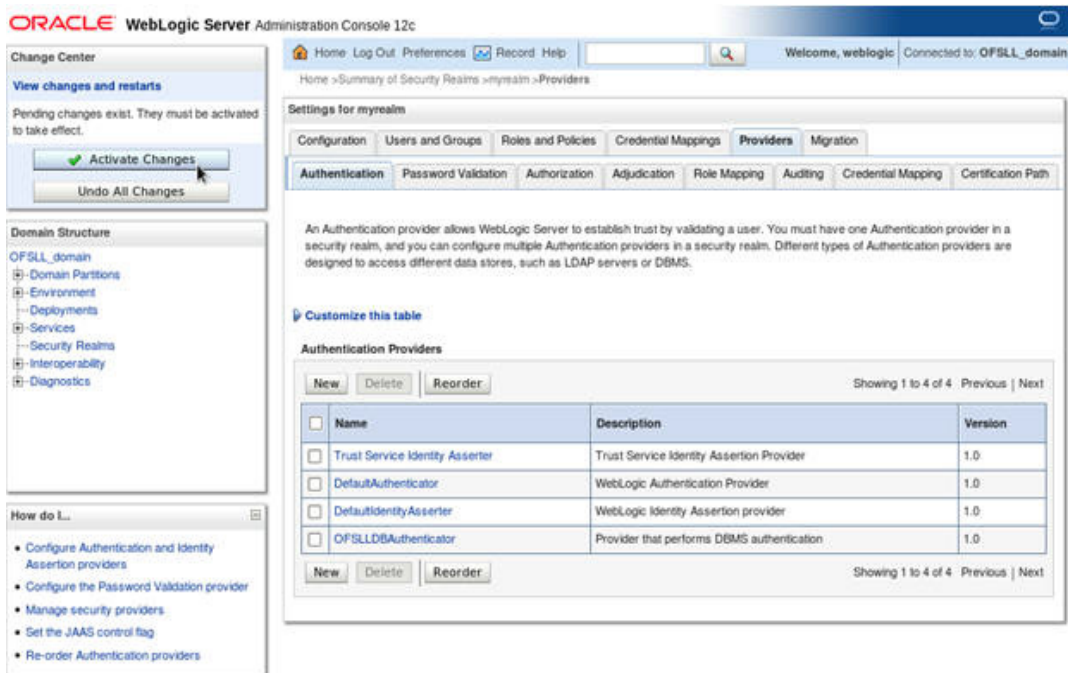 ORACLE WebLogic Server Administration Console 12c
Change Center
View changes and restarts
Pending changes exist. They must be activated
to take effect.
Activate Changes
Undo All Changes
Domain Structure
OFSLL_domain
Domain Partitions
Environment
Deployments
Services
Security Realms
Interoperability
Diagnostics
How do I...
Configure Authentication and Identity
Assertion providers
Configure the Password Validation provider
Manage security providers
Set the JAAS control flag
Re-order Authentication providers
Home Log Out Preferences Record Help
Welcome, weblogic Connected to: OFSLL_domain
Home >Summary of Security Realms >myrealm >Providers
Settings for myrealm
Configuration Users and Groups Roles and Policies Credential Mappings Providers Migration
Authentication Password Validation Authorization Adjudication Role Mapping Auditing Credential Mapping Certification Path
An Authentication provider allows WebLogic Server to establish trust by validating a user. You must have one Authentication provider in a
security realm, and you can configure multiple Authentication providers in a security realm. Different types of Authentication providers are
designed to access different data stores, such as LDAP servers or DBMS.
Customize this table
Authentication Providers
New Delete Reorder Showing 1 to 4 of 4 Previous | Next
Name Description Version
Trust Service Identity Asserter Trust Service Identity Assertion Provider 1.0
DefaultAuthenticator WebLogic Authentication Provider 1.0
DefaultIdentityAsserter WebLogic Identity Assertion provider 1.0
OFSLLDBAuthenticator Provider that performs DBMS authentication 1.0
New Delete Reorder Showing 1 to 4 of 4 Previous | Next